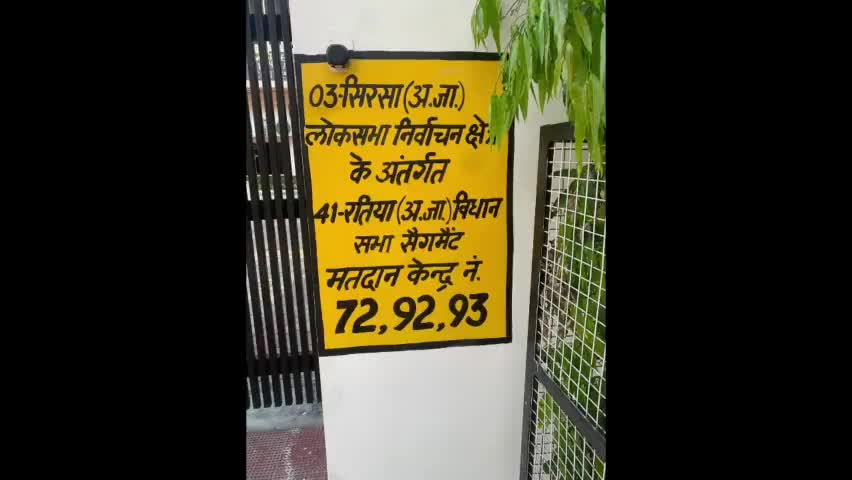 03-सिरसा (अ.जा.)
लोकसभा निर्वाचन क्षेत्र
के अंतर्गत
41-रतिया (अ.जा.) विधान
सभा सैगमैंट
मतदान केन्द्र नं.
72, 92, 93